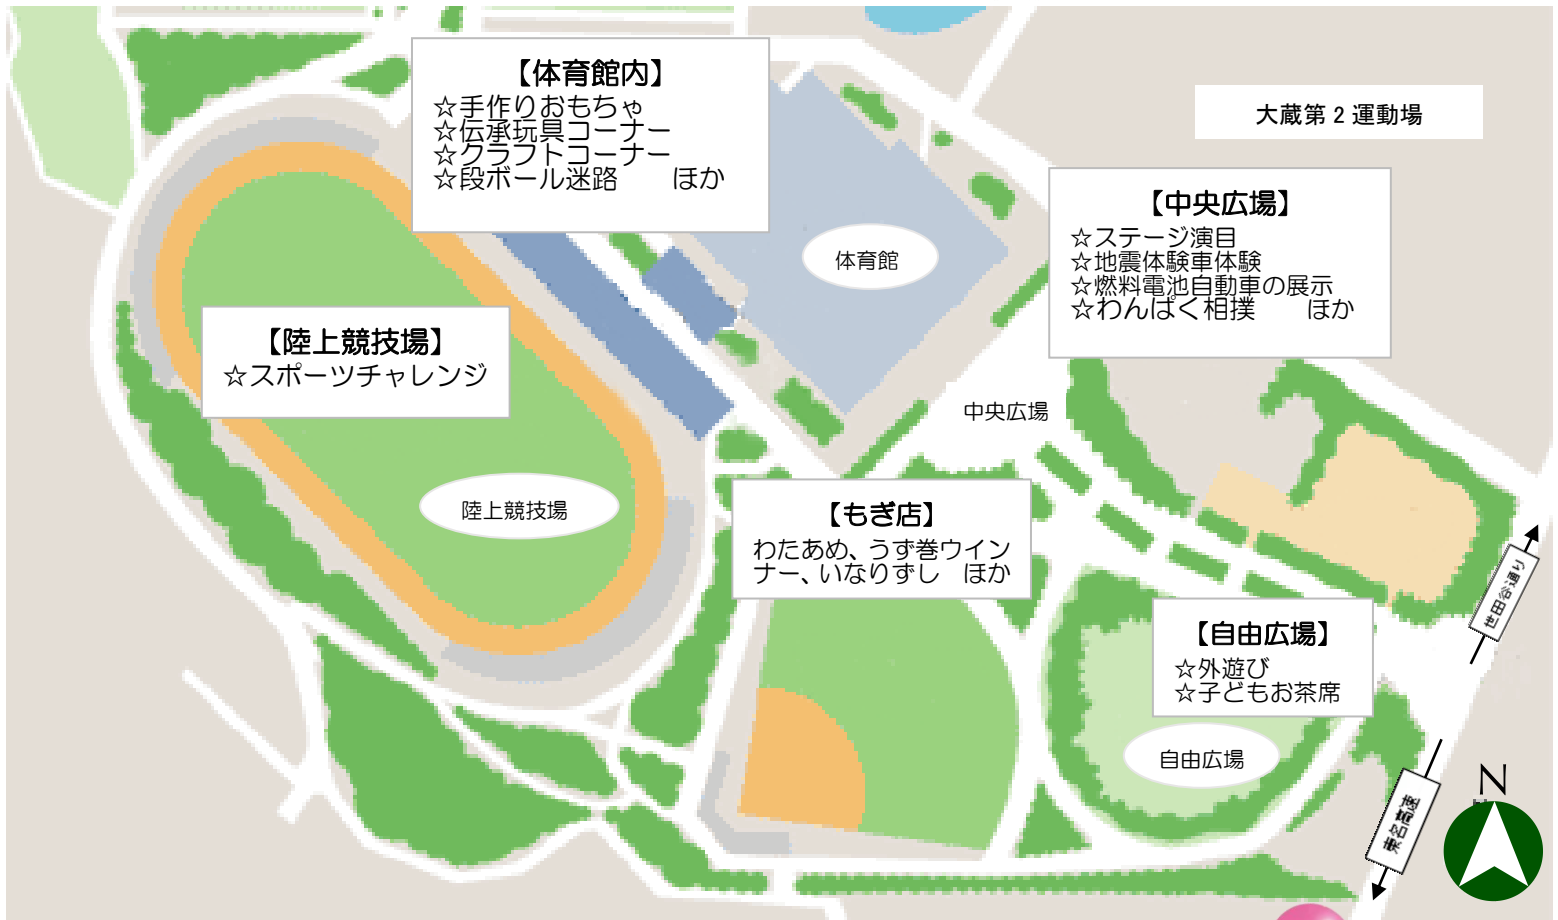 【体育館内】
☆手作りおもちゃ
☆伝承玩具コーナー
☆クラフトコーナー
☆段ボール迷路　　ほか
大蔵第２運動場
【中央広場】
☆ステージ演目
☆地震体験車体験
☆燃料電池自動車の展示
☆わんぱく相撲　　ほか
体育館
【陸上競技場】
☆スポーツチャレンジ
中央広場
陸上競技場
【もぎ店】
わたあめ、うず巻ウイン
ナー、いなりずし　ほか
世田谷通り
【自由広場】
☆外遊び
☆子どもお茶席
自由広場
東名高速
N